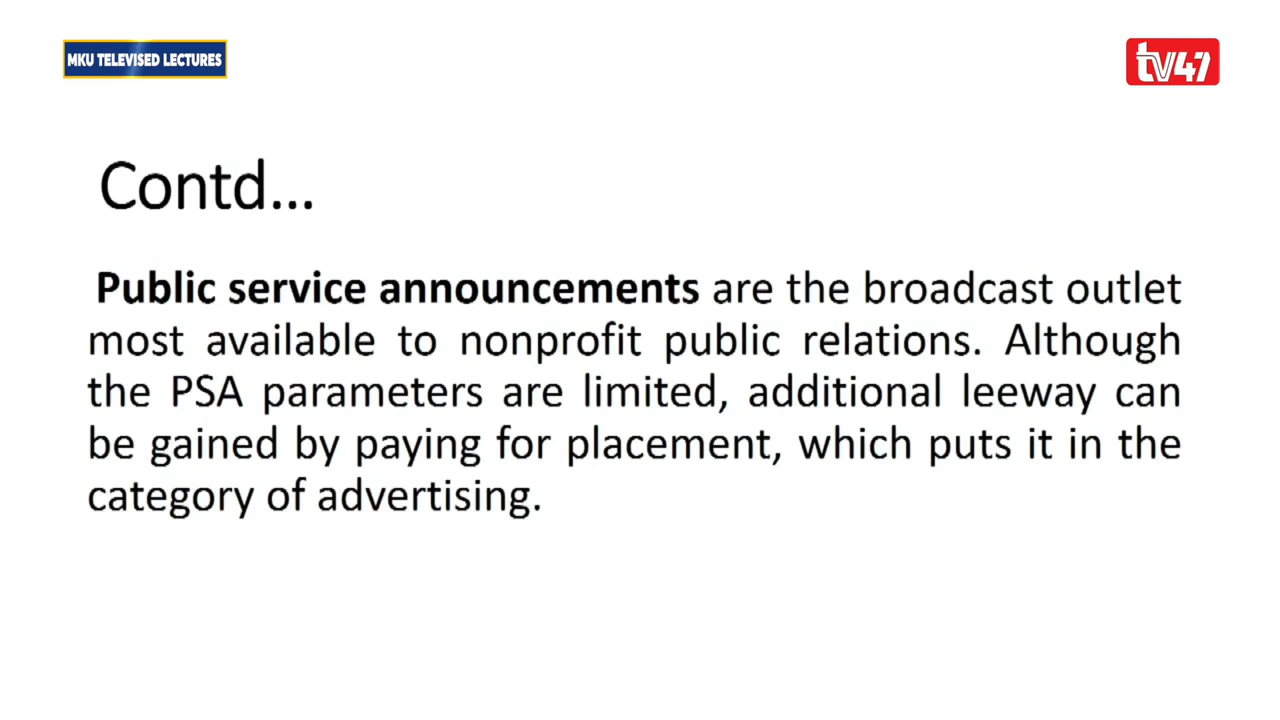 MKU TELEVISED LECTURES
tv47
Contd...
Public service announcements are the broadcast outlet
most available to nonprofit public relations. Although
the PSA parameters are limited, additional leeway can
be gained by paying for placement, which puts it in the
category of advertising.